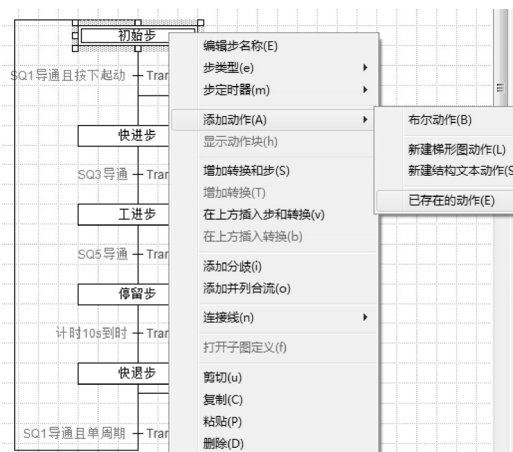 初始步
SQ1导通且按下起动
Tran
快进步
SQ3导通
Tran
工进步
SQ5导通
Tran
停留步
计时10s到时
Tran
快退步
SQ1导通且单周期
Tran
编辑步名称(E)
步类型(e)
步定时器(m)
添加动作(A)
显示动作块(h)
增加转换和步(S)
增加转换(T)
在上方插入步和转换(v)
在上方插入转换(b)
添加分歧(i)
添加并列合流(o)
连接线(n)
打开子图定义(f)
剪切(u)
复制(C)
粘贴(P)
删除(D)
布尔动作(B)
新建梯形图动作(L)
新建结构文本动作(S
已存在的动作(E)